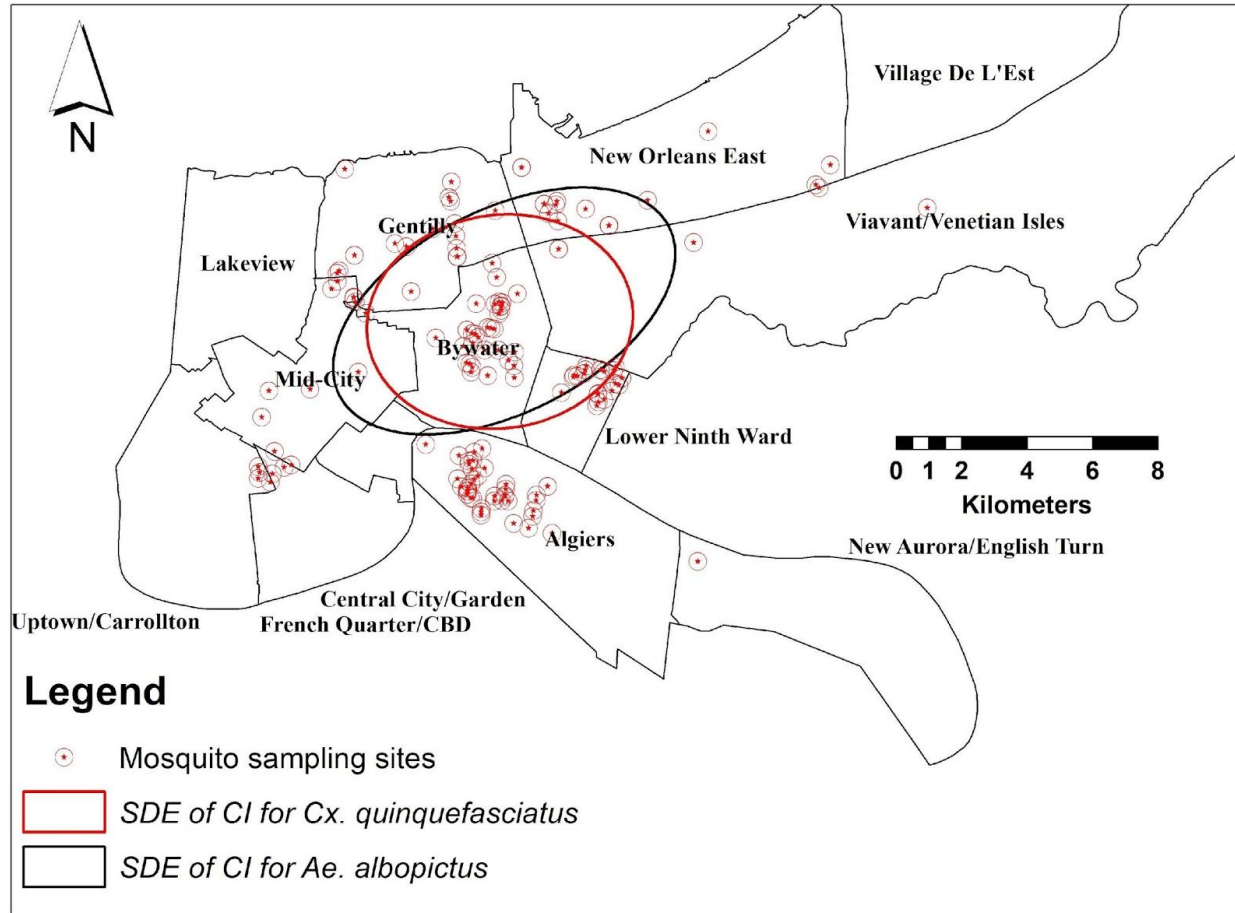 N
Village De L'Est
New Orleans East
Viavant/Venetian Isles
Gentilly
Lakeview
Bywater
Mid-City
Lower Ninth Ward
0 1 2 4 6 8
Kilometers
Algiers
New Aurora/English Turn
Central City/Garden
Uptown/Carrollton
French Quarter/CBD
Legend
Mosquito sampling sites
SDE of CI for Cx. quinquefasciatus
SDE of CI for Ae. albopictus